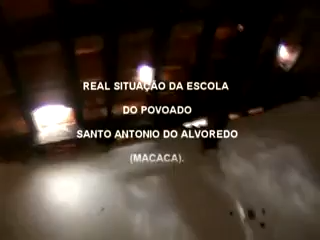 REAL SITUAÇÃO DA ESCOLA
DO POVOADO
SANTO ANTONIO DO ALVOREDO
(MACACA).